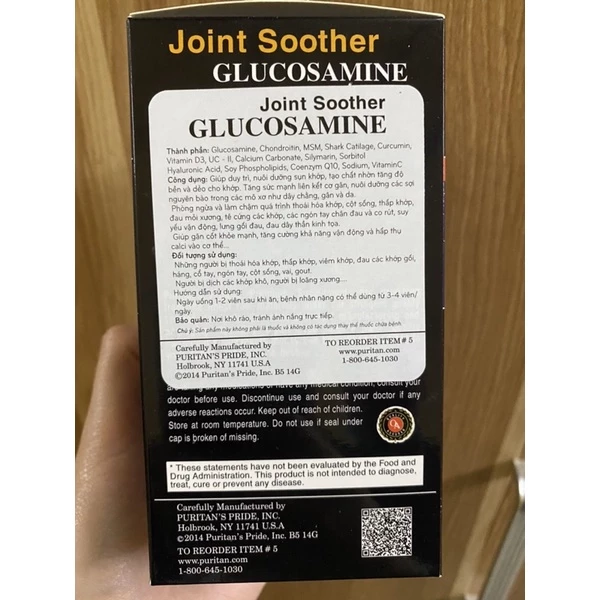 Joint Soother
GLUCOSAMINE
Joint Soother
GLUCOSAMINE
Thành phần: Glucosamine, Chondroitin, MSM, Shark Catilage, Curcumin,
Vitamin D3, UC - II, Calcium Carbonate, Silymarin, Sorbitol
Hyaluronic Acid, Soy Phospholipids, Coenzym Q10, Sodium, VitaminC
Công dụng: Giúp duy trì, nuôi dưỡng sụn khớp, tạo chất nhờn tăng độ
bền và dẻo cho khớp. Tăng sức mạnh liên kết cơ gân, nuôi dưỡng các sợi
nguyên bào trong các mô xơ như dây chằng, gân và da.
Phòng ngừa và làm chậm quá trình thoái hóa khớp, cột sống, thấp khớp,
đau mỏi xương, tê cứng các khớp, các ngón tay chân đau và co rút, suy
yếu vận động, lưng gối đau, đau dây thần kinh tọa.
Giúp gân cốt khỏe mạnh, tăng cường khả năng vận động và hấp thụ
calci vào cơ thể...
Đối tượng sử dụng:
Những người bị thoái hóa khớp, thấp khớp, viêm khớp, đau các khớp gối,
háng, cổ tay, ngón tay, cột sống, vai, gout.
Người bị dịch các khớp khô, người bị loãng xương....
Hướng dẫn sử dụng:
Ngày uống 1-2 viên sau khi ăn, bệnh nhân nặng có thể dùng từ 3-4 viên/
ngày.
Bảo quản: Nơi khô ráo, tránh ánh nắng trực tiếp.
Chú ý: Sản phẩm này không phải là thuốc và không có tác dụng thay thế thuốc chữa bệnh
Carefully Manufactured by
PURITAN'S PRIDE, INC.
Holbrook, NY 11741 U.S.A
©2014 Puritan's Pride, Inc. B5 14G
TO REORDER ITEM # 5
www.puritan.com
1-800-645-1030
doctor before use. Discontinue use and consult your doctor if any
adverse reactions occur. Keep out of reach of children.
Store at room temperature. Do not use if seal under
cap is broken of missing.
* These statements have not been evaluated by the Food and
Drug Administration. This product is not intended to diagnose,
treat, cure or prevent any disease.
Carefully Manufactured by
PURITAN'S PRIDE, INC.
Holbrook, NY 11741 U.S.A
©2014 Puritan's Pride, Inc. B5 14G
TO REORDER ITEM # 5
www.puritan.com
1-800-645-1030